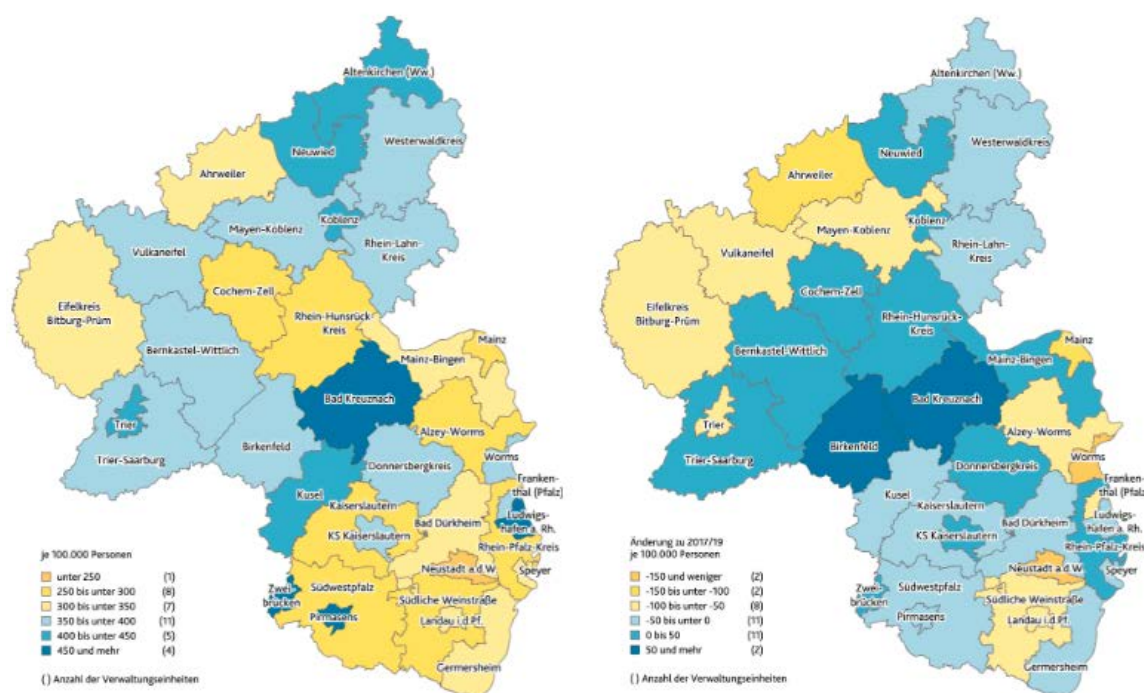 Altenkirchen (Ww.)
Neuwied
Westerwaldkreis
Ahrweiler
Koblenz
Mayen-Koblenz
Rhein-Lahn-
Kreis
Vulkaneifel
Cochem-Zell
Eifelkreis
Bitburg-Prüm
Rhein-Hunsrück
Kreis
Mainz
Bernkastel-Wittlich
Mainz-Bingen
Bad Kreuznach
Trier
Alzey-Worms
Birkenfeld
Trier-Saarburg
Worms
Donnersbergkreis
Franken-
thal (Pfalz)
Kusel
Kaiserslautern
Ludwigs-
hafen a. Rh.
Bad Dürkheim
KS Kaiserslautern
Rhein-Pfalz-Kreis
Neustadt a.d.W.
Speyer
Zwei-
brücken
Südwestpfalz
Südliche Weinstraße
Pirmasens
Landau i.d.Pf.
Germersheim
je 100.000 Personen
unter 250 (1)
250 bis unter 300 (8)
300 bis unter 350 (7)
350 bis unter 400 (11)
400 bis unter 450 (5)
450 und mehr (4)
( ) Anzahl der Verwaltungseinheiten
Altenkirchen (Ww.)
Neuwied
Westerwaldkreis
Ahrweiler
Koblenz
Mayen-Koblenz
Rhein-Lahn-
Kreis
Vulkaneifel
Cochem-Zell
Eifelkreis
Bitburg-Prüm
Rhein-Hunsrück-
Kreis
Mainz
Bernkastel-Wittlich
Mainz-Bingen
Bad Kreuznach
Trier
Alzey-Worms
Birkenfeld
Trier-Saarburg
Worms
Donnersbergkreis
Franken-
thal (Pfalz)
Kusel
Kaiserslautern
Ludwigs-
hafen a. Rh.
Bad Dürkheim
KS Kaiserslautern
Rhein-Pfalz-Kreis
Neustadt a.d.W.
Speyer
Zwei-
brücken
Südwestpfalz
Südliche Weinstraße
Pirmasens
Landau i.d.Pf.
Germersheim
Änderung zu 2017/19
je 100.000 Personen
-150 und weniger (2)
-150 bis unter -100 (2)
-100 bis unter -50 (8)
-50 bis unter 0 (11)
0 bis 50 (11)
50 und mehr (2)
( ) Anzahl der Verwaltungseinheiten